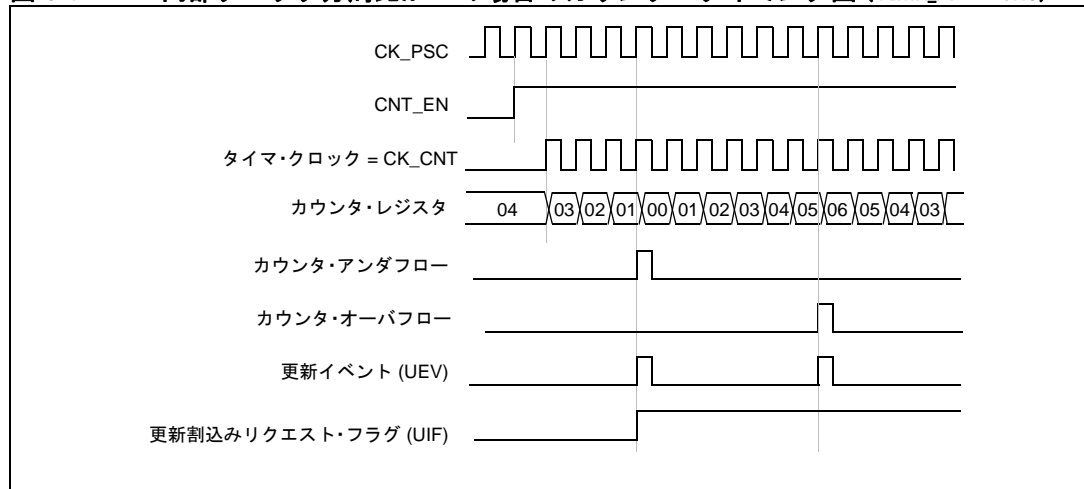 CK_PSC
CNT_EN
タイマ・クロック = CK_CNT
カウンタ・レジスタ 04 03 02 01 00 01 02 03 04 05 06 05 04 03
カウンタ・アンダフロー
カウンタ・オーバフロー
更新イベント (UEV)
更新割込みリクエスト・フラグ (UIF)